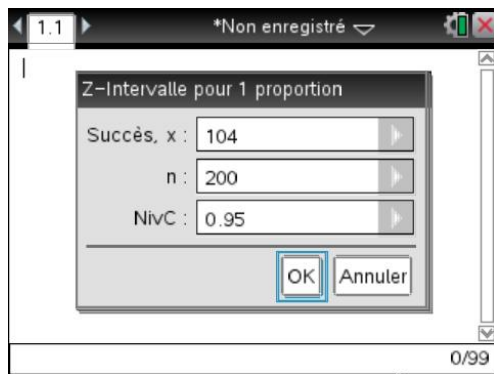 1.1 *Non enregistré
Z-Intervalle pour 1 proportion
Succès, x : 104
n : 200
NivC : 0.95
OK Annuler
0/99